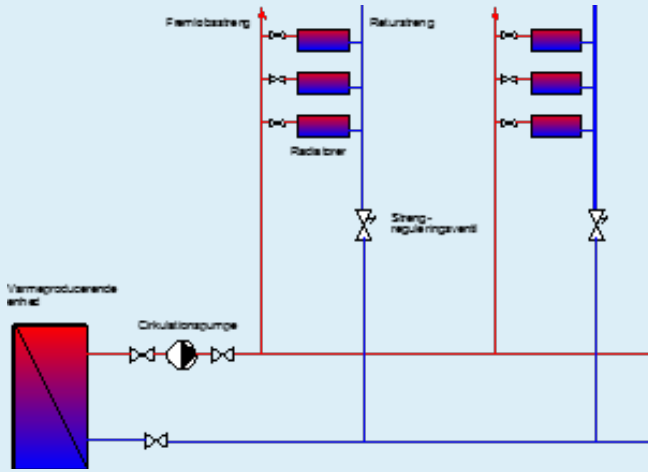 Fremløbsstreng
Returstreng
Radiatorer
Streng-
reguleringsventil
Varmeproducerende
enhed
Cirkulationspumpe